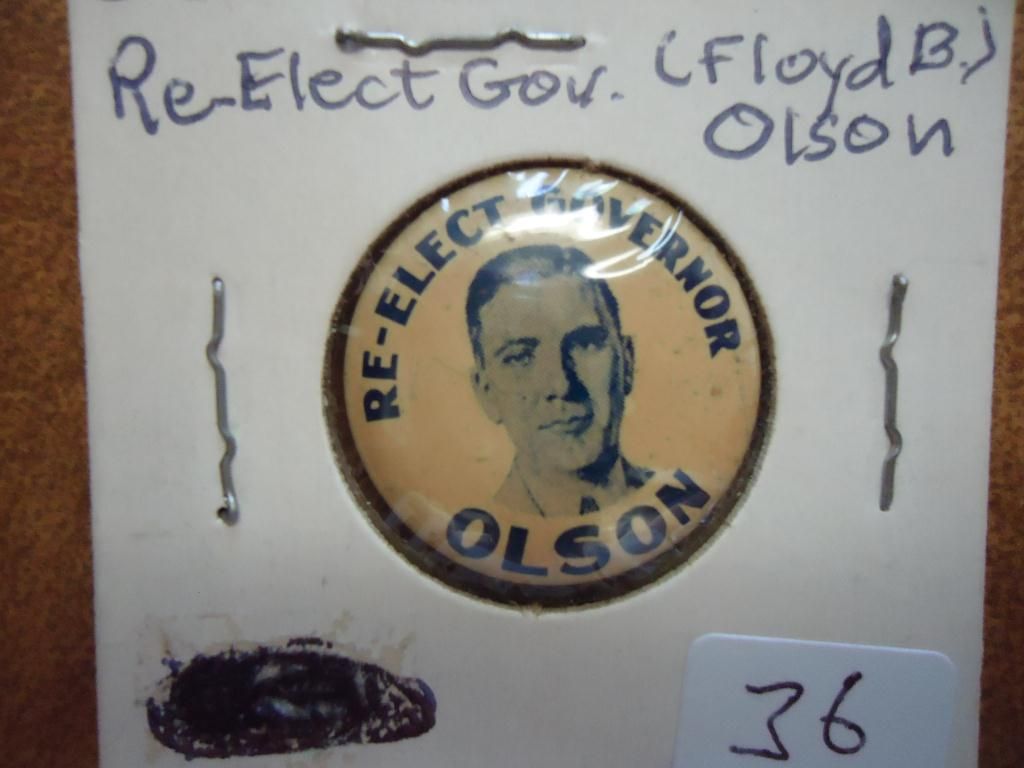 Re-Elect Gov. (Floyd B.)
Olson
RE-ELECT GOVERNOR
OLSON
36